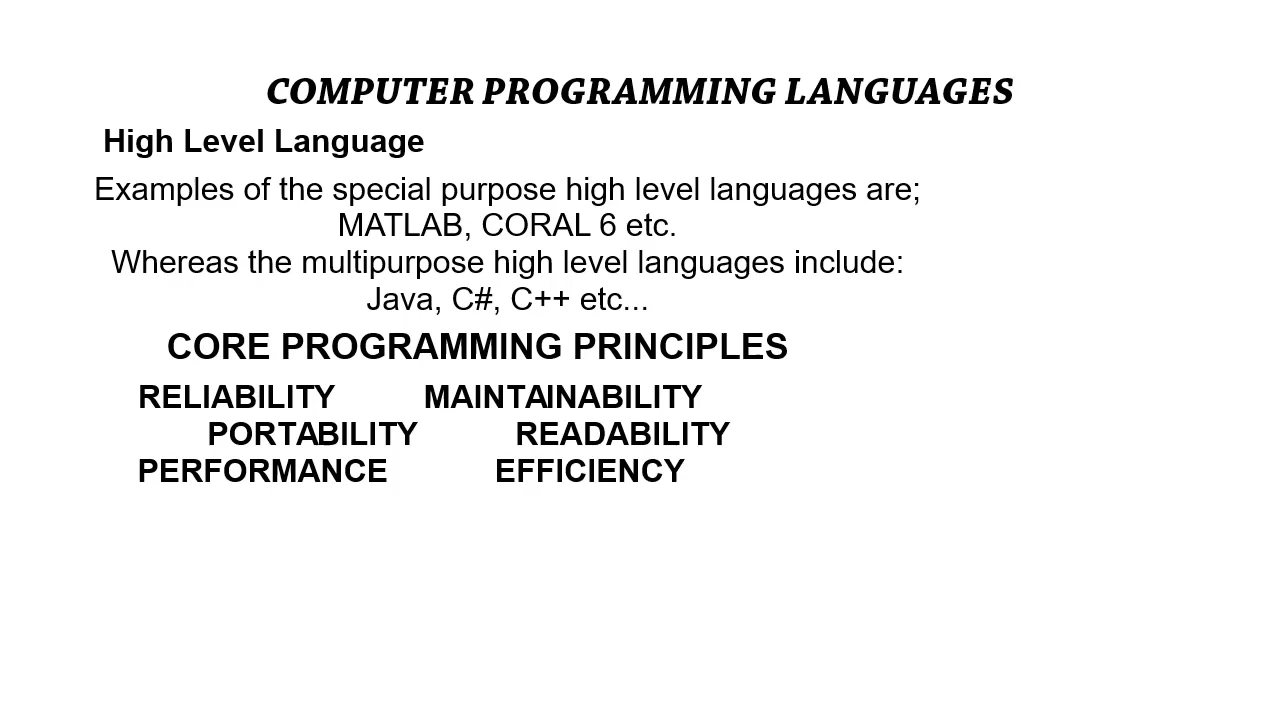 COMPUTER PROGRAMMING LANGUAGES
High Level Language
Examples of the special purpose high level languages are;
MATLAB, CORAL 6 etc.
Whereas the multipurpose high level languages include:
Java, C#, C++ etc...
CORE PROGRAMMING PRINCIPLES
RELIABILITY MAINTAINABILITY
PORTABILITY READABILITY
PERFORMANCE EFFICIENCY